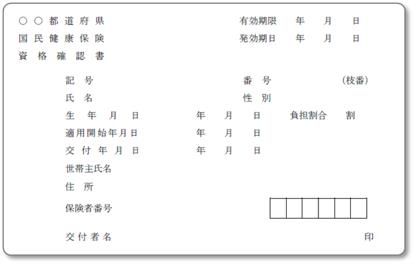 ○○都道府県 有効期限 年 月 日
国民健康保険 発効期日 年 月 日
資格確認書
記号 番号 (枝番)
氏名 性別
生年月日 年 月 日 負担割合 割
適用開始年月日 年 月 日
交付年月日 年 月 日
世帯主氏名
住所
保険者番号
交付者名 印